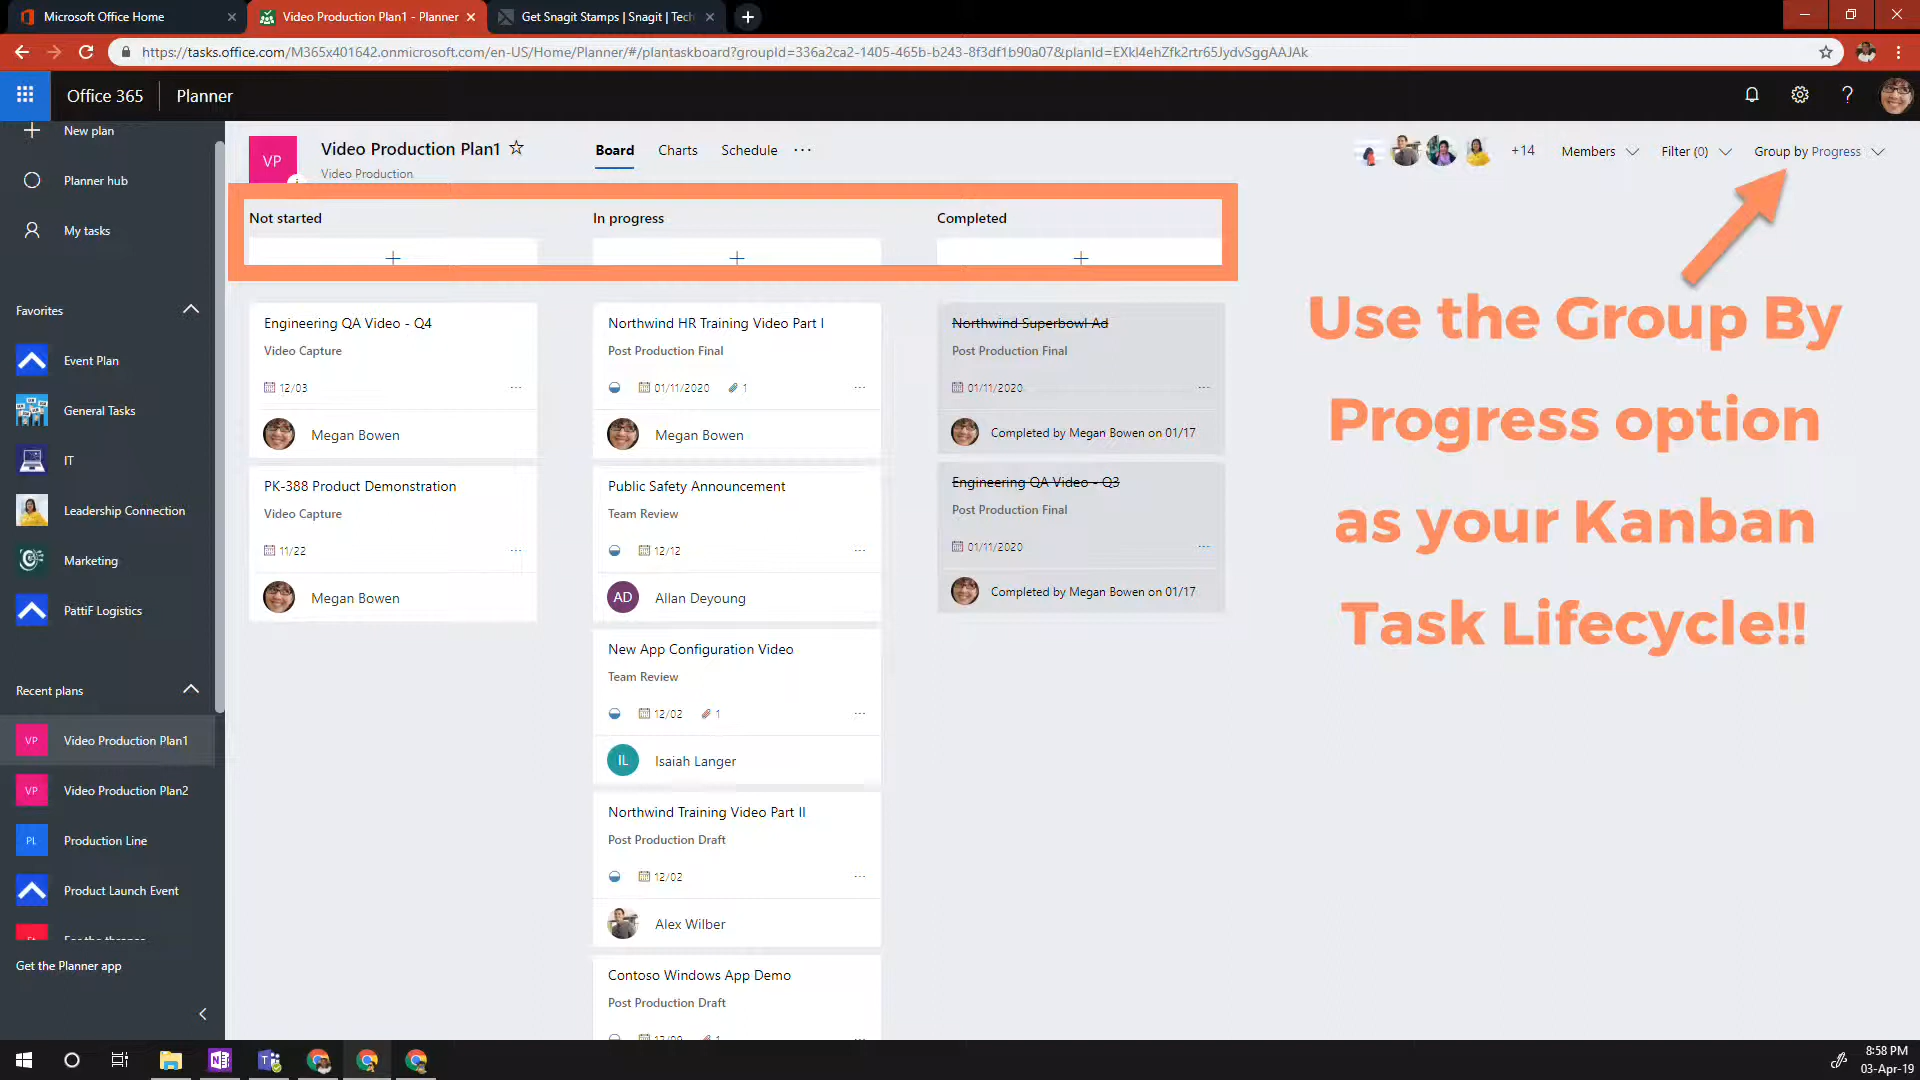 Microsoft Office Home
Video Production Plan1 - Planner
Get Snagit Stamps | Snagit | Tech
https://tasks.office.com/M365x401642.onmicrosoft.com/en-US/Home/Planner/#/plantaskboard?groupId=336a2ca2-1405-465b-b243-8f3df1b90a07&planId=EXkl4ehZfk2rtr65JydvSggAAJAk
Office 365
Planner
New plan
Planner hub
My tasks
Favorites
Event Plan
General Tasks
IT
Leadership Connection
Marketing
PattiF Logistics
Recent plans
VP Video Production Plan1
VP Video Production Plan2
PL Production Line
Product Launch Event
Get the Planner app
VP
Video Production Plan1
Video Production
Board
Charts
Schedule
+14
Members
Filter (0)
Group by Progress
Not started
Engineering QA Video - Q4
Video Capture
12/03
Megan Bowen
PK-388 Product Demonstration
Video Capture
11/22
Megan Bowen
In progress
Northwind HR Training Video Part I
Post Production Final
01/11/2020 1
Megan Bowen
Public Safety Announcement
Team Review
12/12
AD Allan Deyoung
New App Configuration Video
Team Review
12/02 1
IL Isaiah Langer
Northwind Training Video Part II
Post Production Draft
12/02
Alex Wilber
Contoso Windows App Demo
Post Production Draft
Completed
Northwind Superbowl Ad
Post Production Final
01/11/2020
Completed by Megan Bowen on 01/17
Engineering QA Video - Q3
Post Production Final
01/11/2020
Completed by Megan Bowen on 01/17
Use the Group By
Progress option
as your Kanban
Task Lifecycle!!
8:58 PM
03-Apr-19